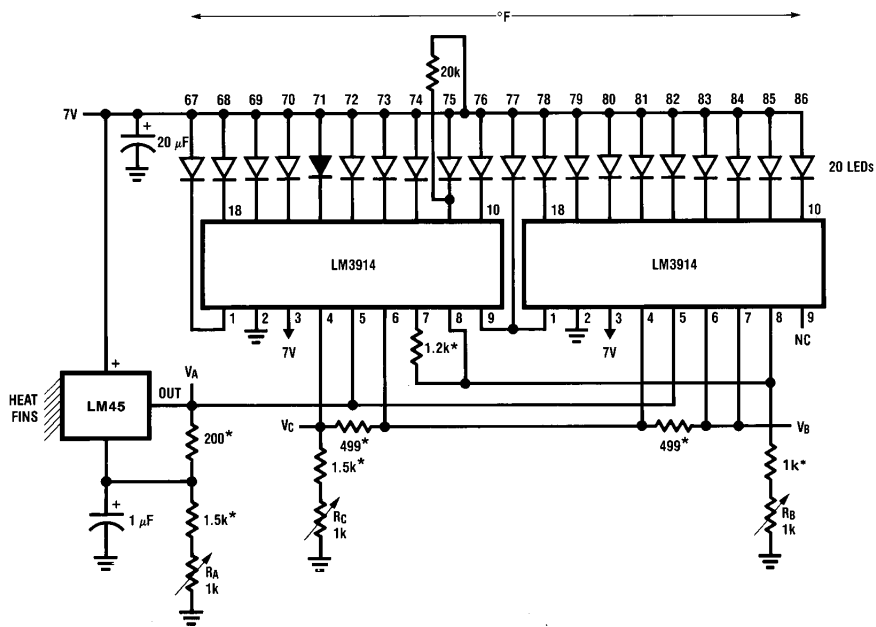 °F
20k
67 68 69 70 71 72 73 74 75 76 77 78 79 80 81 82 83 84 85 86
7V
+
20 µF
20 LEDs
18 10 18 10
LM3914 LM3914
1 2 3 4 5 6 7 8 9 1 2 3 4 5 6 7 8 9
7V 1.2k* 7V NC
+
VA
HEAT FINS
LM45
OUT
VC 499* 499* VB
200*
1.5k*
1k*
+
1 µF
1.5k*
RC
1k
RB
1k
RA
1k